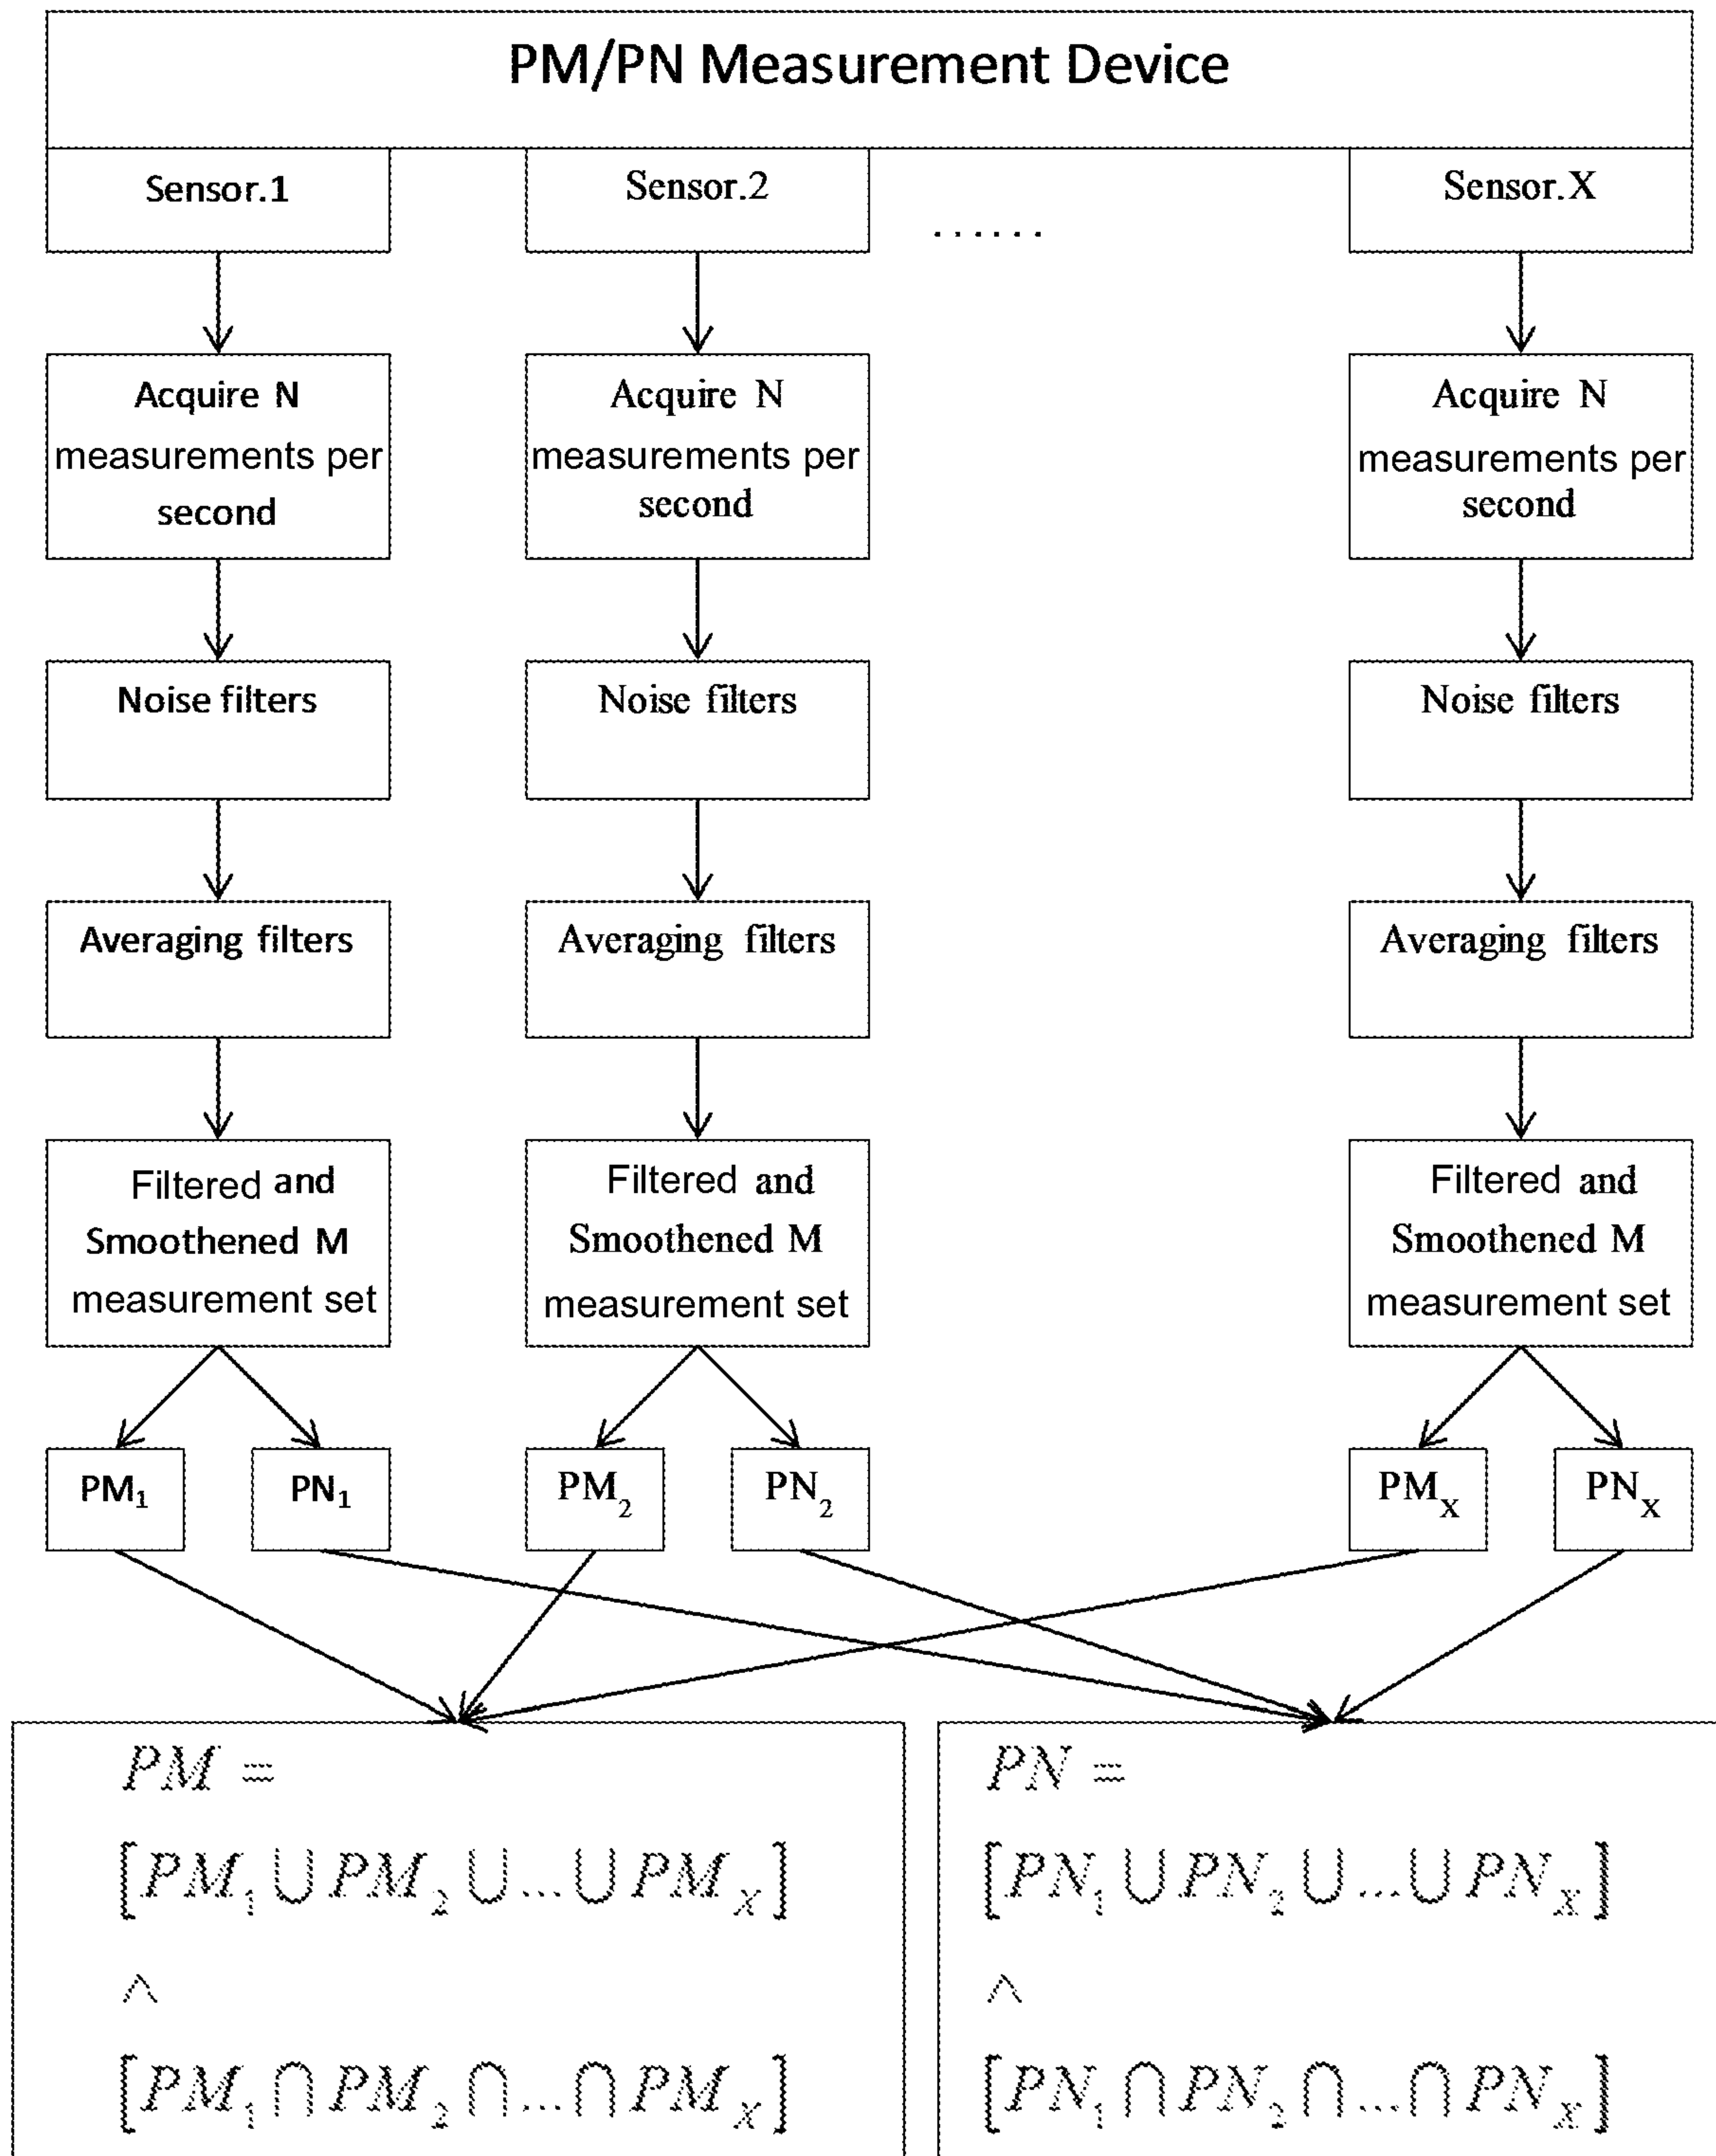 PM/PN Measurement Device
Sensor.1
Sensor.2
......
Sensor.X
Acquire N
measurements per
second
Acquire N
measurements per
second
Acquire N
measurements per
second
Noise filters
Noise filters
Noise filters
Averaging filters
Averaging filters
Averaging filters
Filtered and
Smoothened M
measurement set
Filtered and
Smoothened M
measurement set
Filtered and
Smoothened M
measurement set
PM₁
PN₁
PM₂
PN₂
PMₓ
PNₓ
PM =
[PM₁ ∪ PM₂ ∪ ... ∪ PMₓ]
∧
[PM₁ ∩ PM₂ ∩ ... ∩ PMₓ]
PN =
[PN₁ ∪ PN₂ ∪ ... ∪ PNₓ]
∧
[PN₁ ∩ PN₂ ∩ ... ∩ PNₓ]